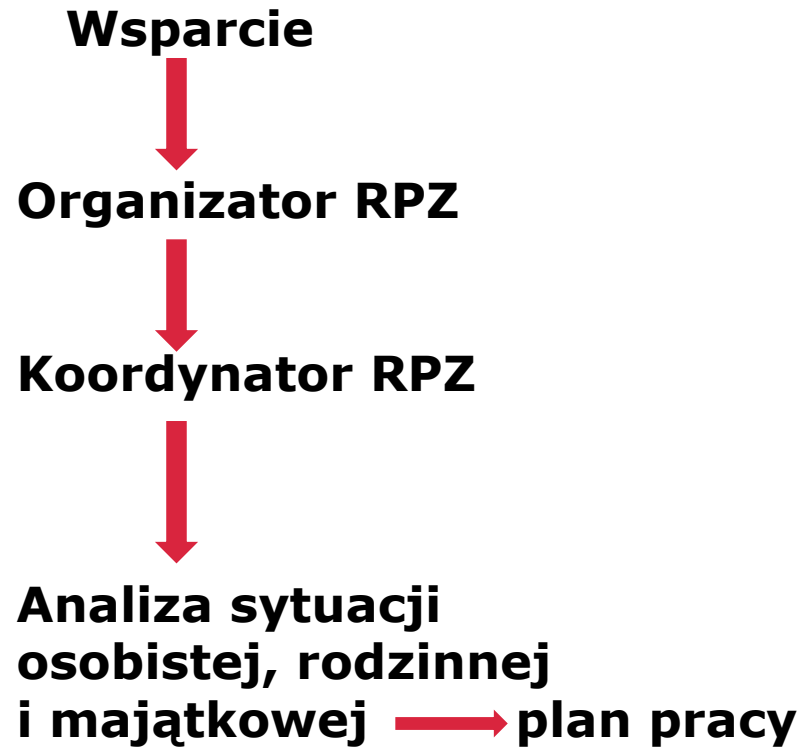 Wsparcie
Organizator RPZ
Koordynator RPZ
Analiza sytuacji
osobistej, rodzinnej
i majątkowej plan pracy